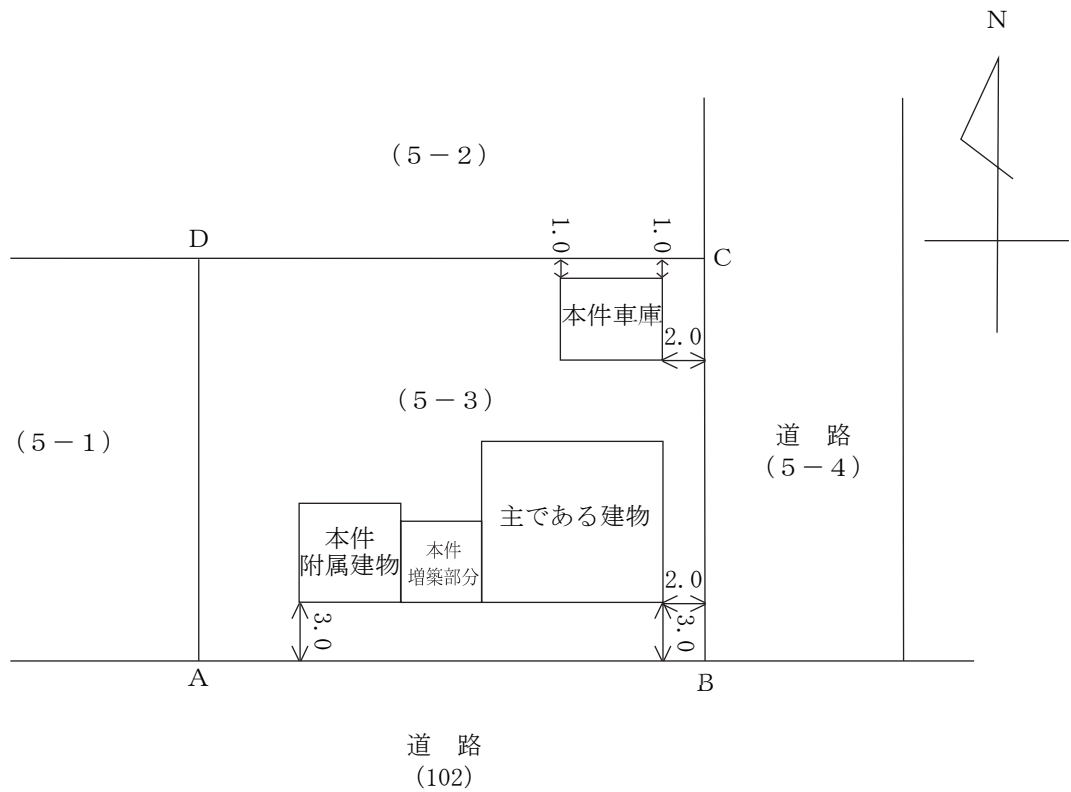 N
(5-2)
1.0
1.0
D
C
本件車庫
2.0
(5-3)
(5-1)
道 路
(5-4)
主である建物
本件
附属建物
本件
増築部分
2.0
3.0
3.0
A
B
道 路
(102)